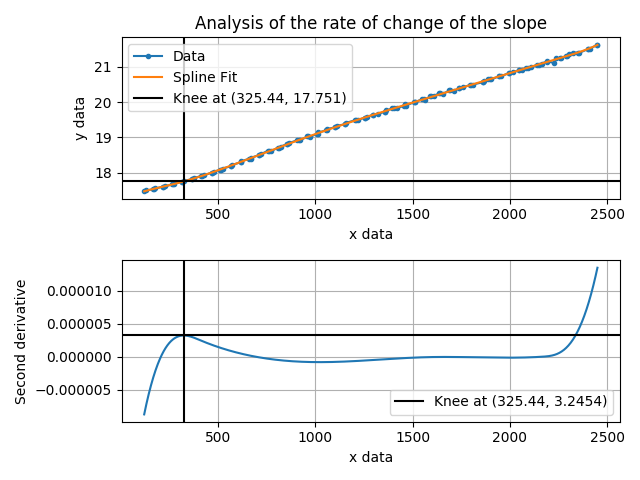 Analysis of the rate of change of the slope
Data
Spline Fit
Knee at (325.44, 17.751)
21
20
19
18
y data
500
1000
1500
2000
2500
x data
0.000010
0.000005
0.000000
−0.000005
Second derivative
Knee at (325.44, 3.2454)
500
1000
1500
2000
2500
x data